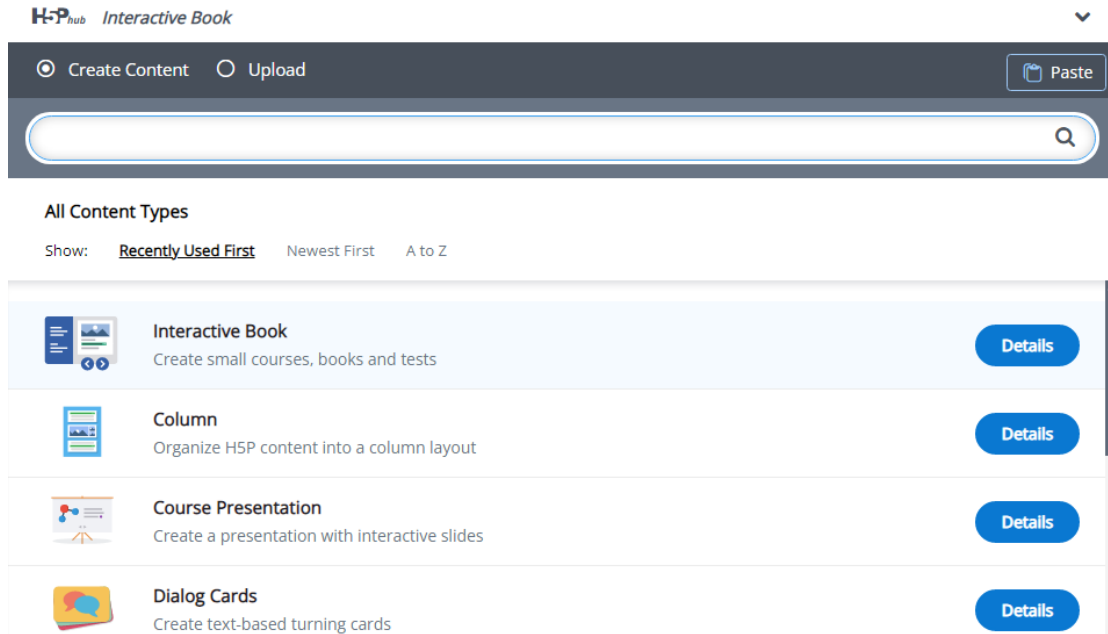 H5P hub Interactive Book
Create Content Upload Paste
All Content Types
Show: Recently Used First Newest First A to Z
Interactive Book
Create small courses, books and tests
Details
Column
Organize H5P content into a column layout
Details
Course Presentation
Create a presentation with interactive slides
Details
Dialog Cards
Create text-based turning cards
Details